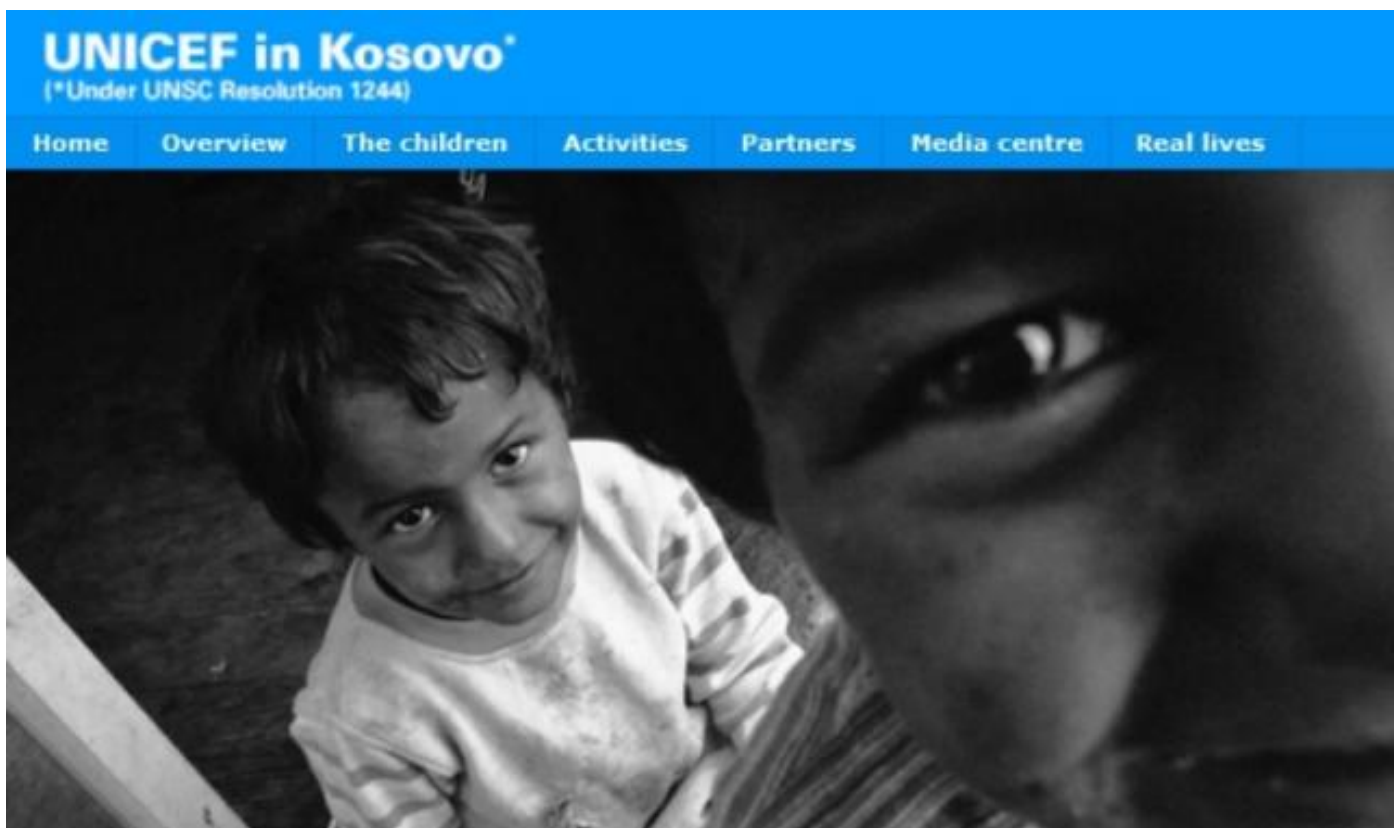 UNICEF in Kosovo*
(*Under UNSC Resolution 1244)
Home Overview The children Activities Partners Media centre Real lives